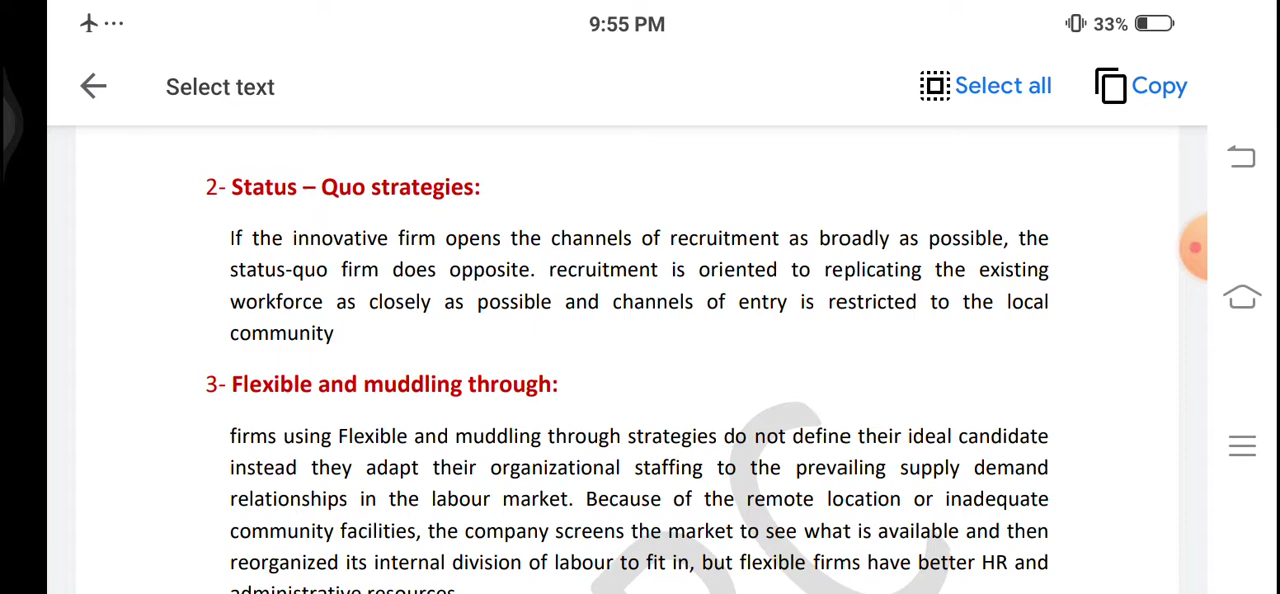 9:55 PM
33%
Select text
Select all
Copy
2- Status – Quo strategies:
If the innovative firm opens the channels of recruitment as broadly as possible, the
status-quo firm does opposite. recruitment is oriented to replicating the existing
workforce as closely as possible and channels of entry is restricted to the local
community
3- Flexible and muddling through:
firms using Flexible and muddling through strategies do not define their ideal candidate
instead they adapt their organizational staffing to the prevailing supply demand
relationships in the labour market. Because of the remote location or inadequate
community facilities, the company screens the market to see what is available and then
reorganized its internal division of labour to fit in, but flexible firms have better HR and
administrative resources